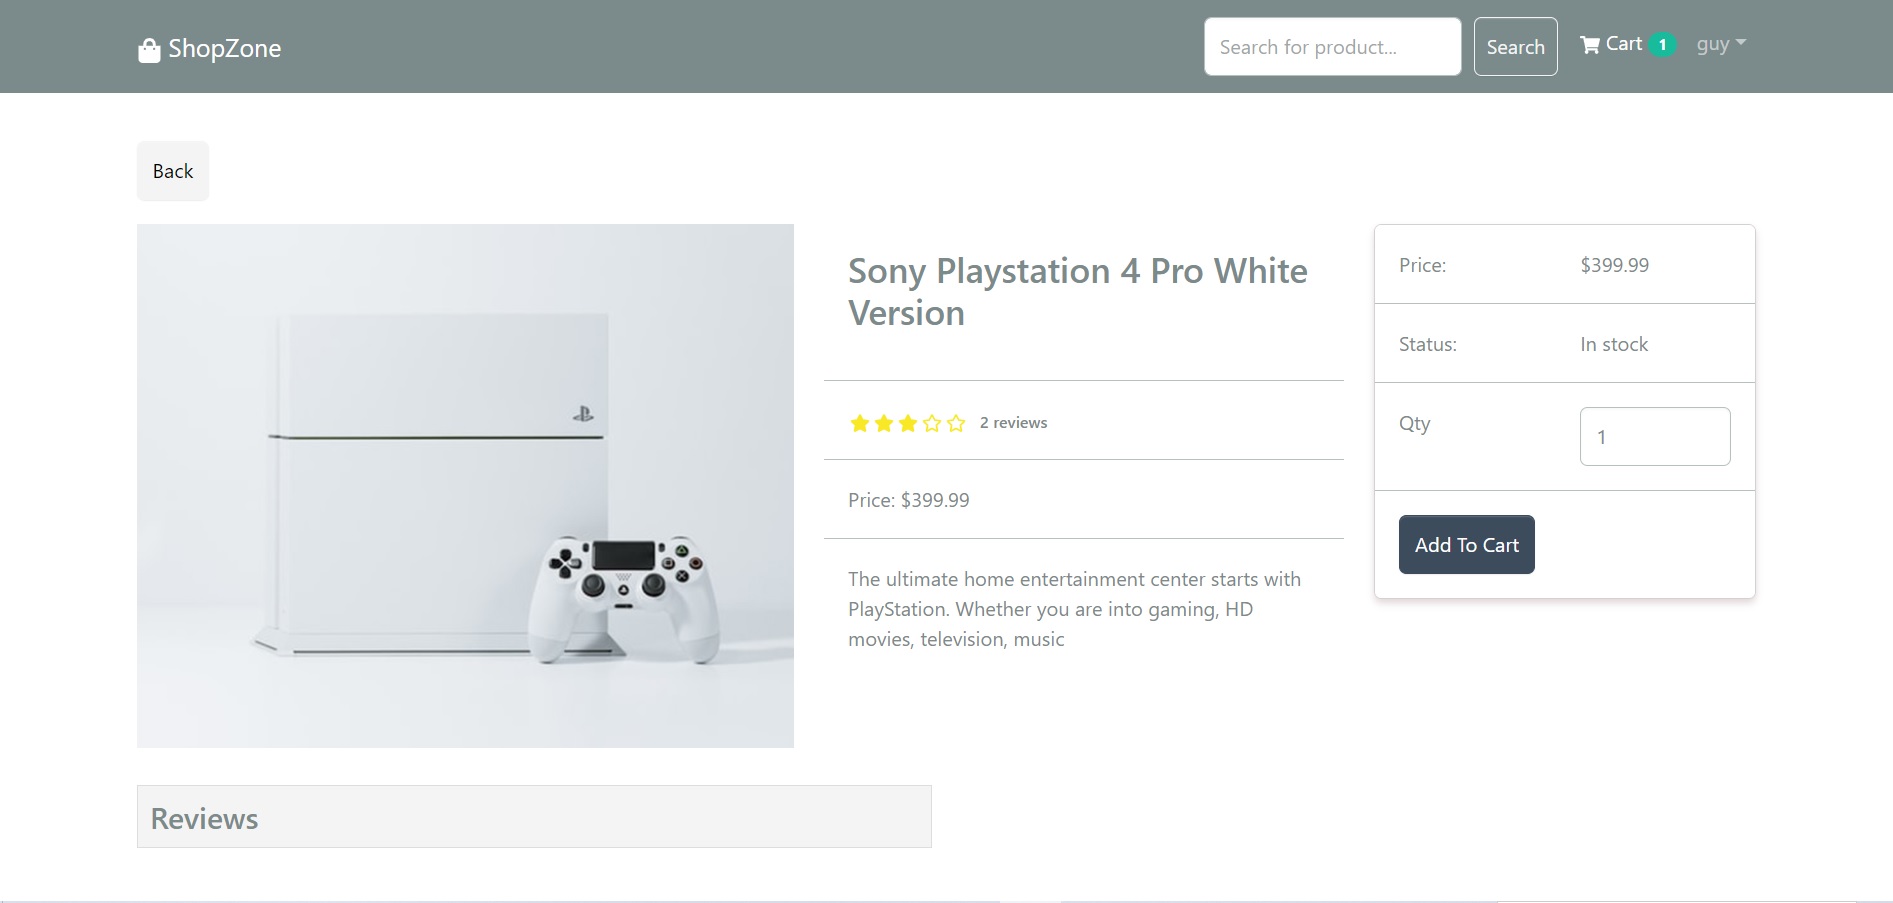 ShopZone
Search for product...
Search
Cart 1
guy
Back
Sony Playstation 4 Pro White
Version
2 reviews
Price: $399.99
The ultimate home entertainment center starts with
PlayStation. Whether you are into gaming, HD
movies, television, music
Price: $399.99
Status: In stock
Qty 1
Add To Cart
Reviews